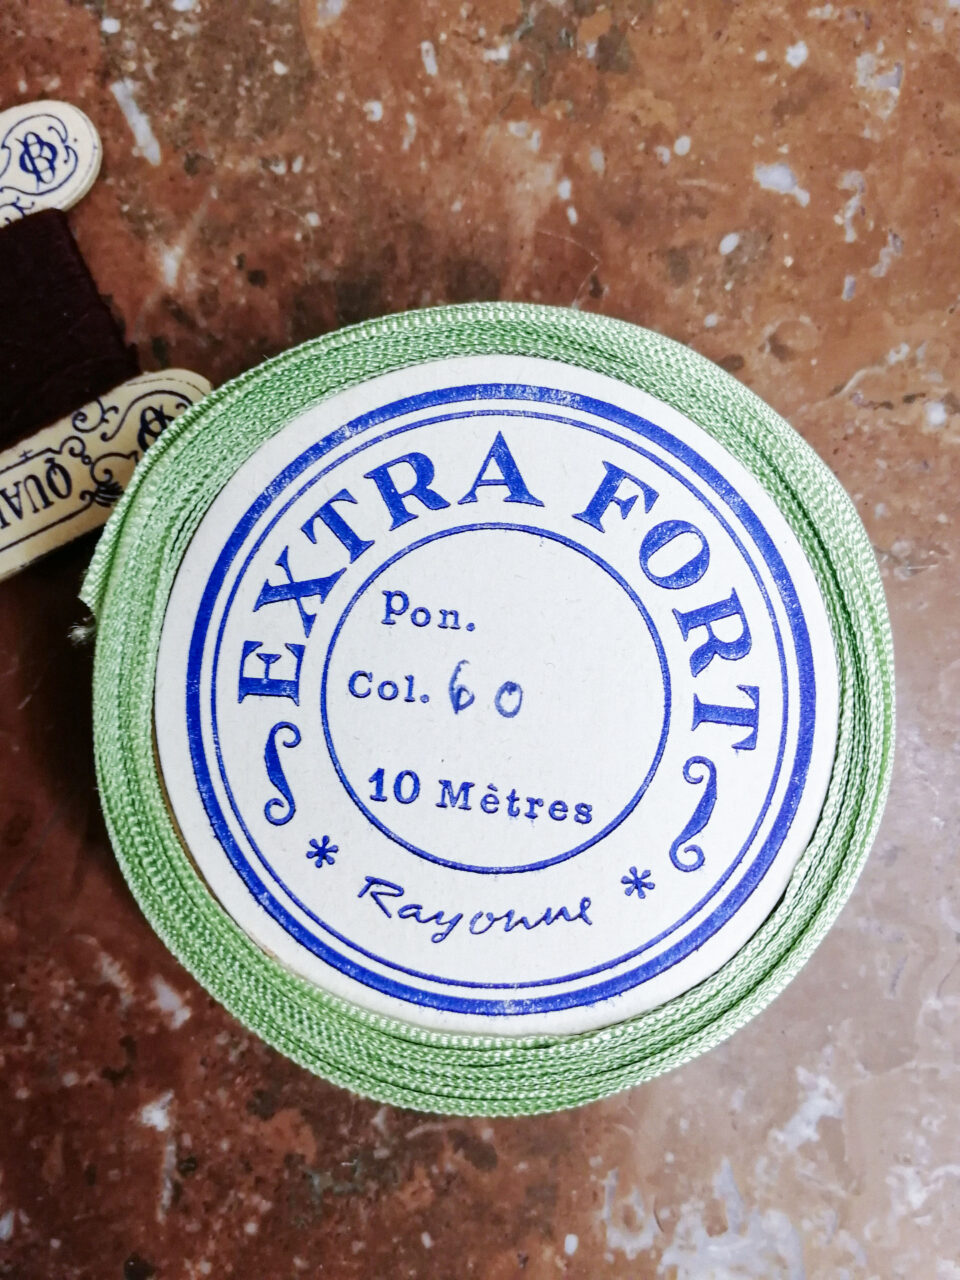 EXTRA FORT
Pon.
Col. 60
10 Mètres
* Rayonne *